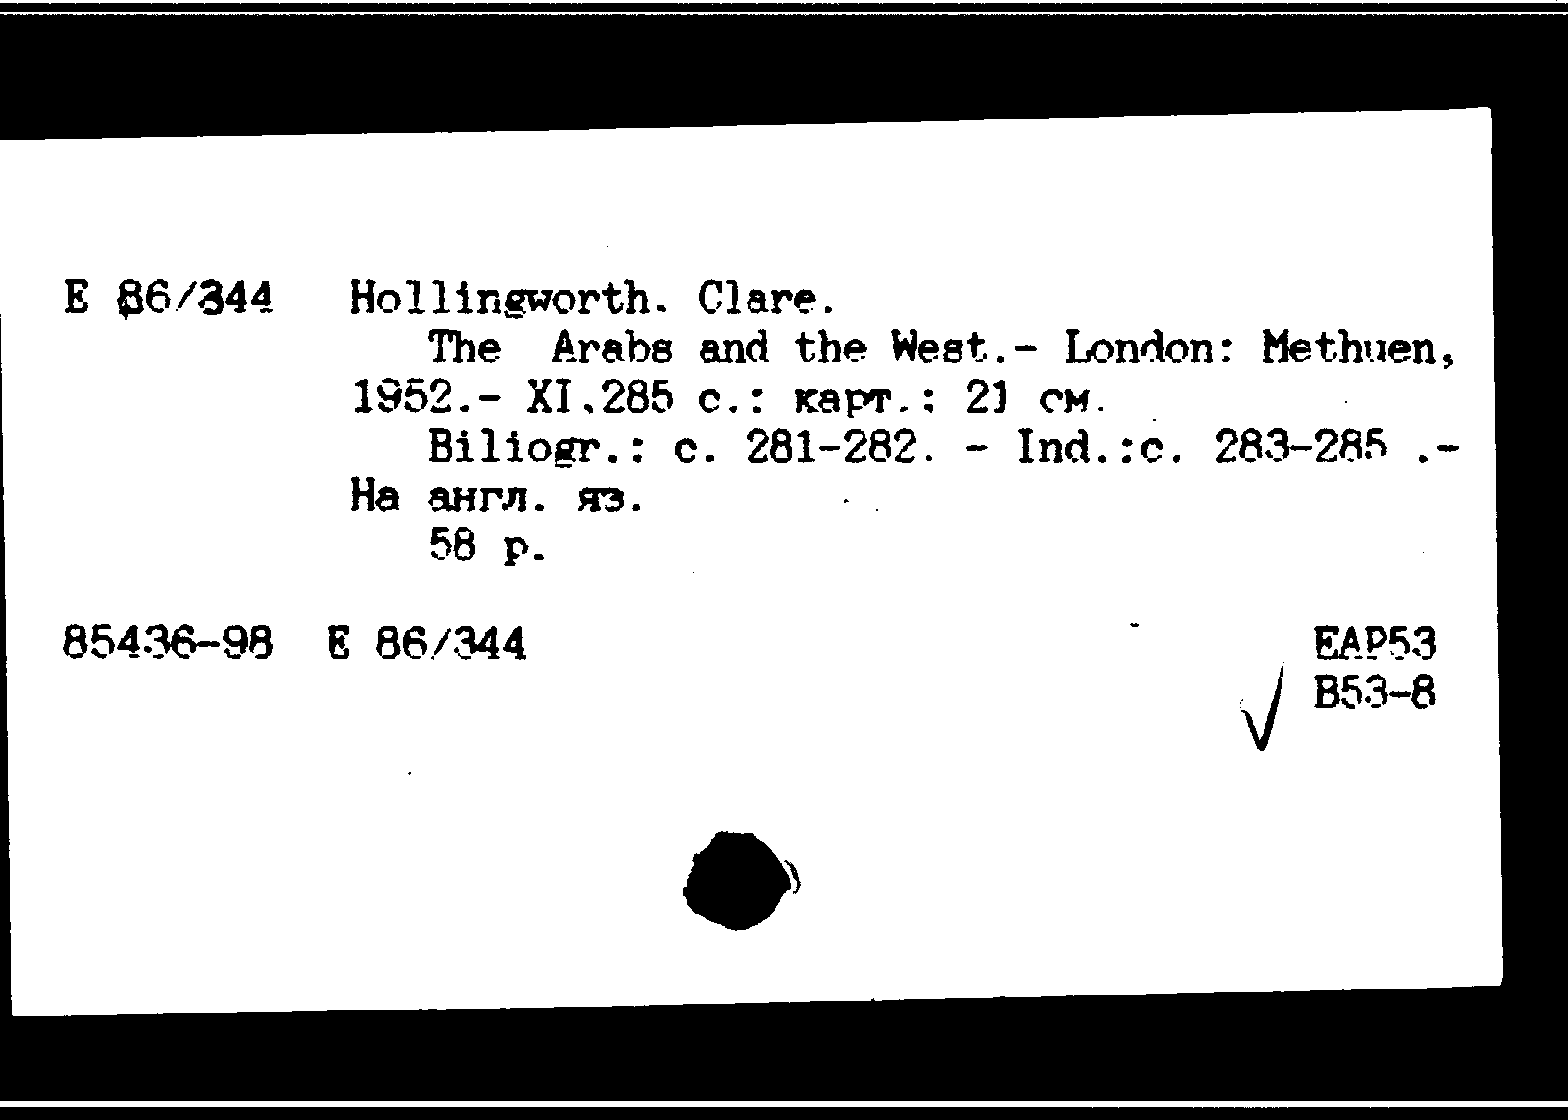 E 86/344 Hollingworth. Clare.
The Arabs and the West.- London: Methuen,
1952.- XI.285 с.: карт.; 21 см.
Biliogr.: с. 281-282. - Ind.:с. 283-285 .-
На англ. яз.
58 р.
85436-98 E 86/344 EAP53
B53-8